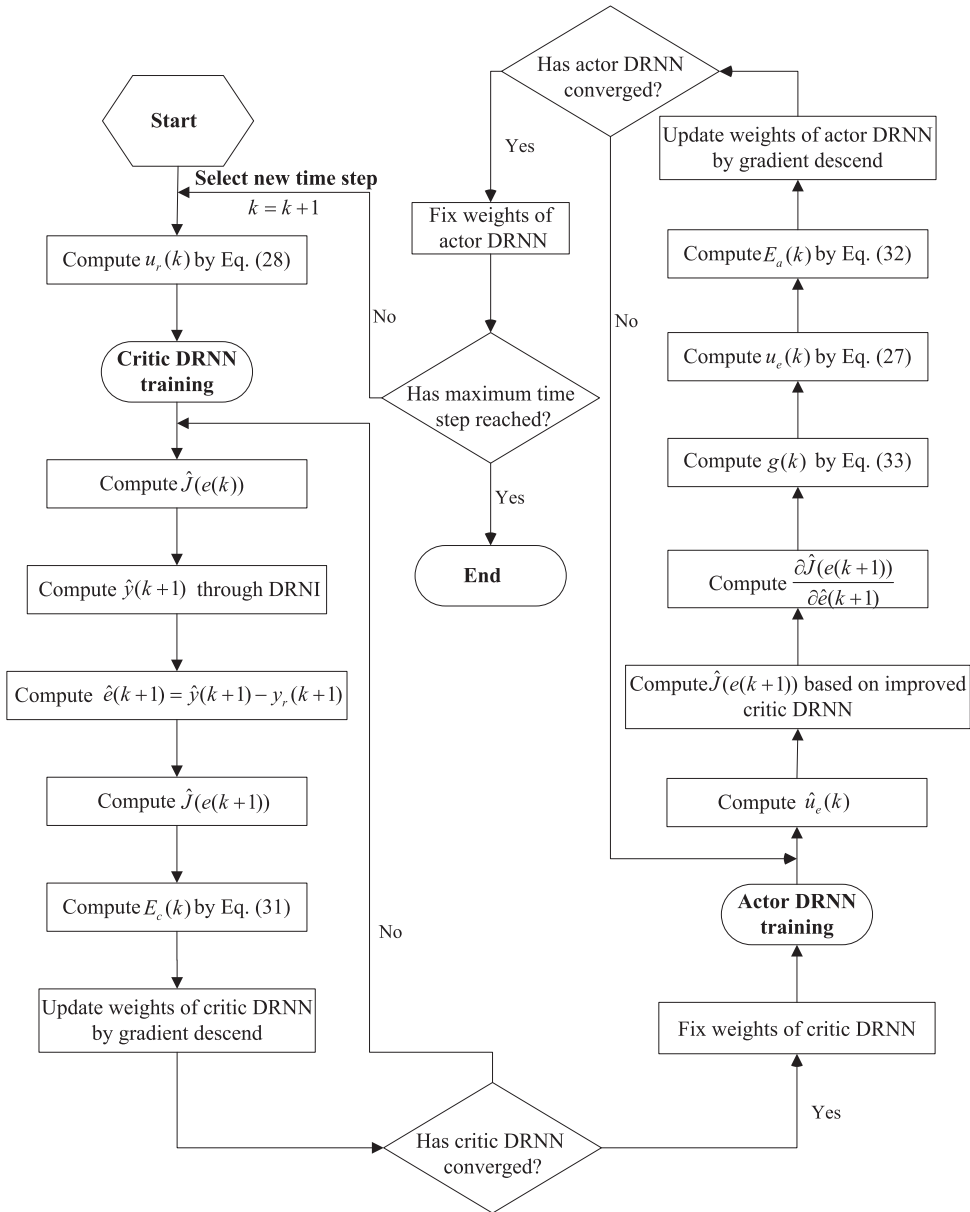 Start
Select new time step
k = k+1
Compute u_r(k) by Eq. (28)
Critic DRNN
training
Compute Ĵ(e(k))
Compute ŷ(k+1) through DRNI
Compute ê(k+1) = ŷ(k+1) − y_r(k+1)
Compute Ĵ(e(k+1))
Compute E_c(k) by Eq. (31)
Update weights of critic DRNN
by gradient descend
Has critic DRNN
converged?
No
Yes
Fix weights of critic DRNN
Actor DRNN
training
Compute û_e(k)
Compute Ĵ(e(k+1)) based on improved
critic DRNN
Compute ∂Ĵ(e(k+1))
∂ê(k+1)
Compute g(k) by Eq. (33)
Compute u_e(k) by Eq. (27)
Compute E_a(k) by Eq. (32)
Update weights of actor DRNN
by gradient descend
Has actor DRNN
converged?
No
Yes
Fix weights of
actor DRNN
Has maximum time
step reached?
No
Yes
End